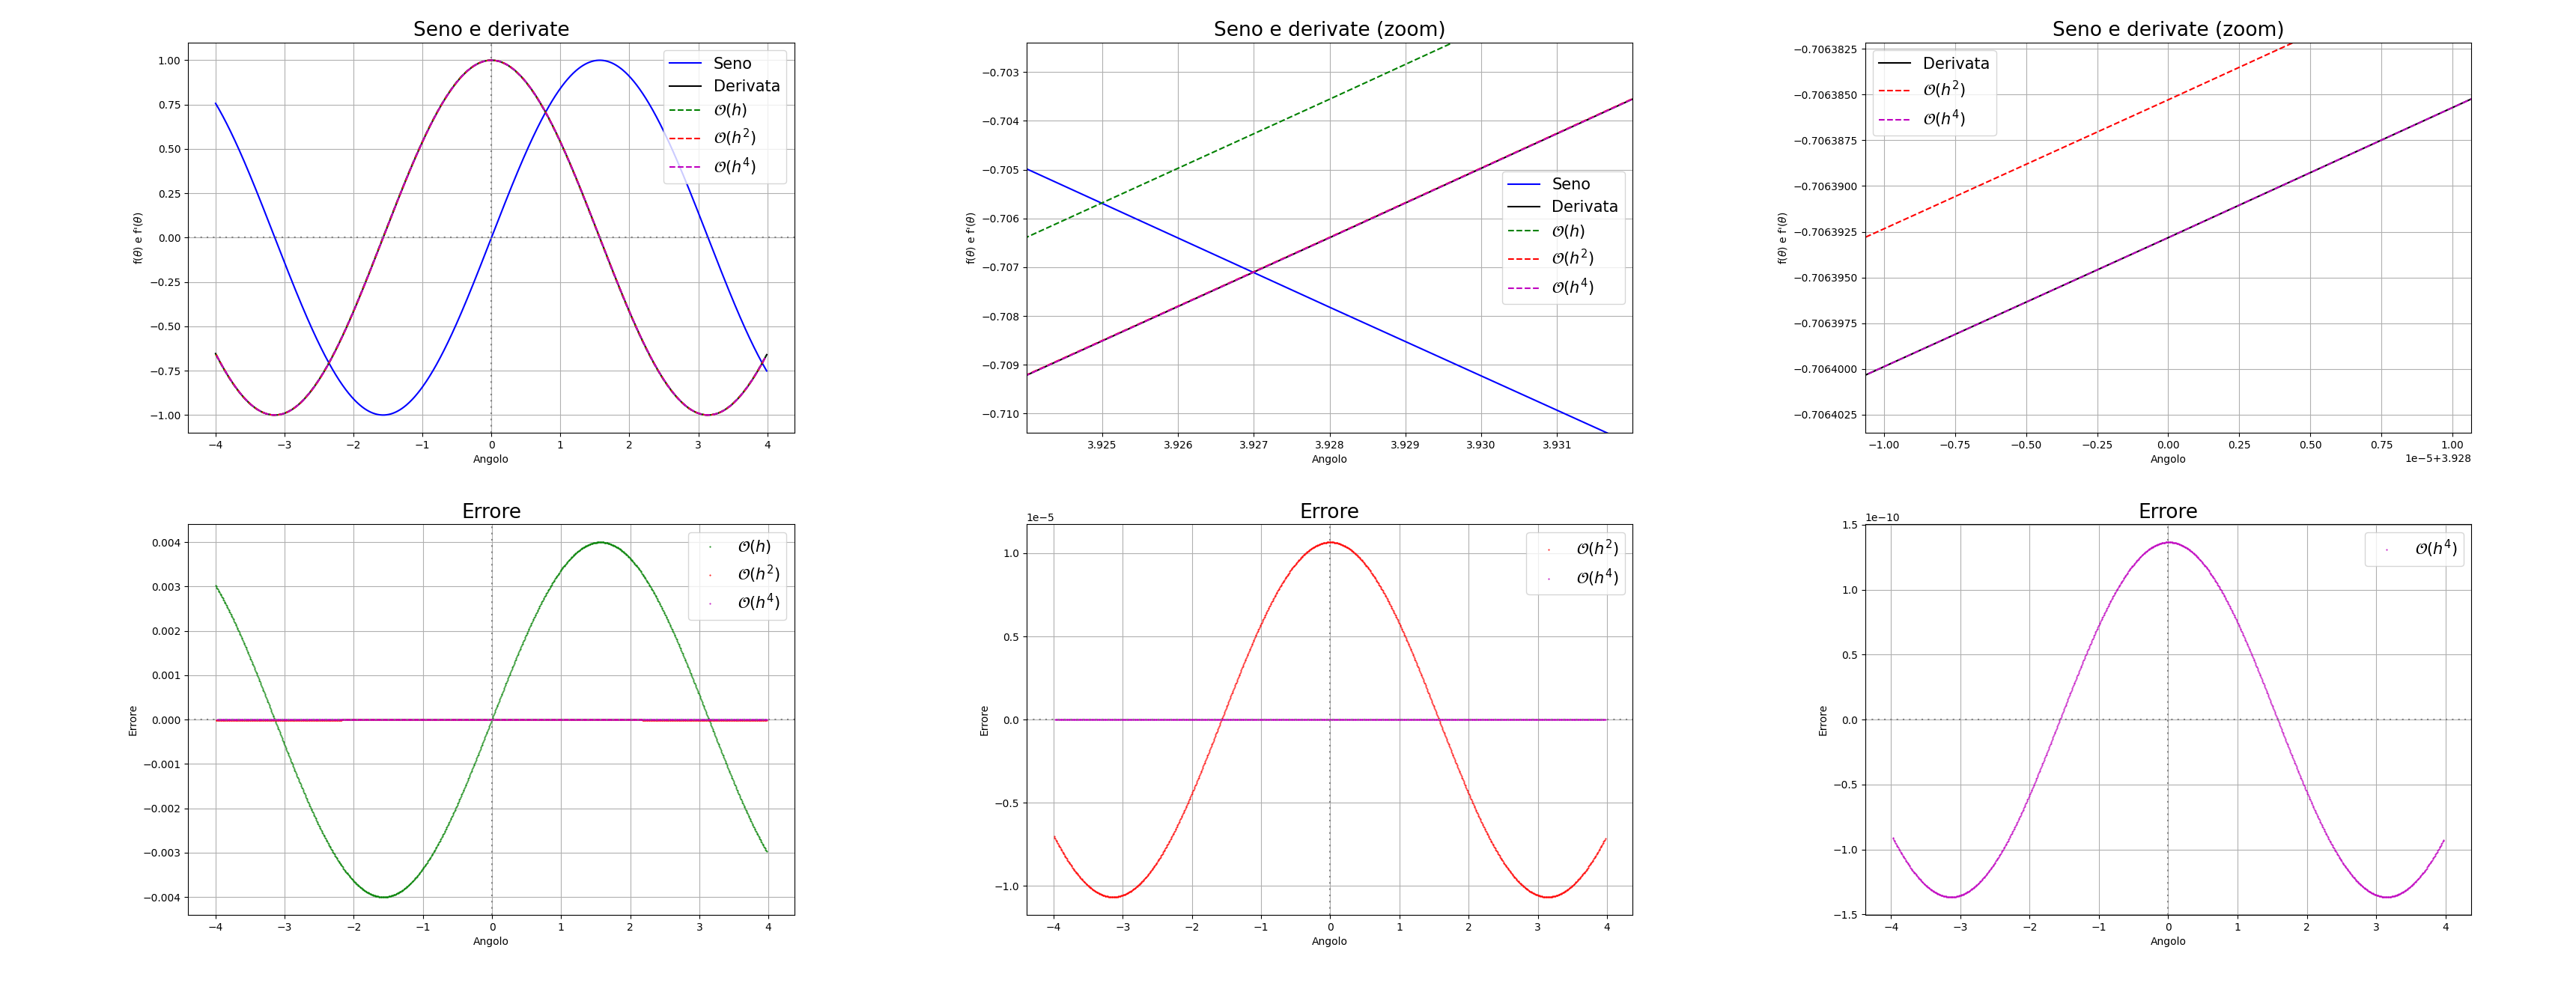 Seno e derivate
1.00
0.75
0.50
0.25
0.00
−0.25
−0.50
−0.75
−1.00
f(θ) e f'(θ)
−4 −3 −2 −1 0 1 2 3 4
Angolo
Seno
Derivata
𝒪(h)
𝒪(h²)
𝒪(h⁴)
Seno e derivate (zoom)
−0.703
−0.704
−0.705
−0.706
−0.707
−0.708
−0.709
−0.710
f(θ) e f'(θ)
3.925 3.926 3.927 3.928 3.929 3.930 3.931
Angolo
Seno
Derivata
𝒪(h)
𝒪(h²)
𝒪(h⁴)
Seno e derivate (zoom)
−0.7063825
−0.7063850
−0.7063875
−0.7063900
−0.7063925
−0.7063950
−0.7063975
−0.7064000
−0.7064025
f(θ) e f'(θ)
−1.00 −0.75 −0.50 −0.25 0.00 0.25 0.50 0.75 1.00
1e−5+3.928
Angolo
Derivata
𝒪(h²)
𝒪(h⁴)
Errore
0.004
0.003
0.002
0.001
0.000
−0.001
−0.002
−0.003
−0.004
Errore
−4 −3 −2 −1 0 1 2 3 4
Angolo
𝒪(h)
𝒪(h²)
𝒪(h⁴)
Errore
1e−5
1.0
0.5
0.0
−0.5
−1.0
Errore
−4 −3 −2 −1 0 1 2 3 4
Angolo
𝒪(h²)
𝒪(h⁴)
Errore
1e−10
1.5
1.0
0.5
0.0
−0.5
−1.0
−1.5
Errore
−4 −3 −2 −1 0 1 2 3 4
Angolo
𝒪(h⁴)